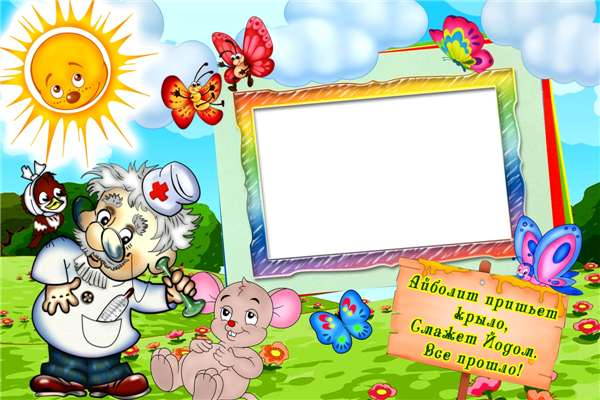 Айболит пришьет
крыло,
Смажет Йодом.
Все прошло!